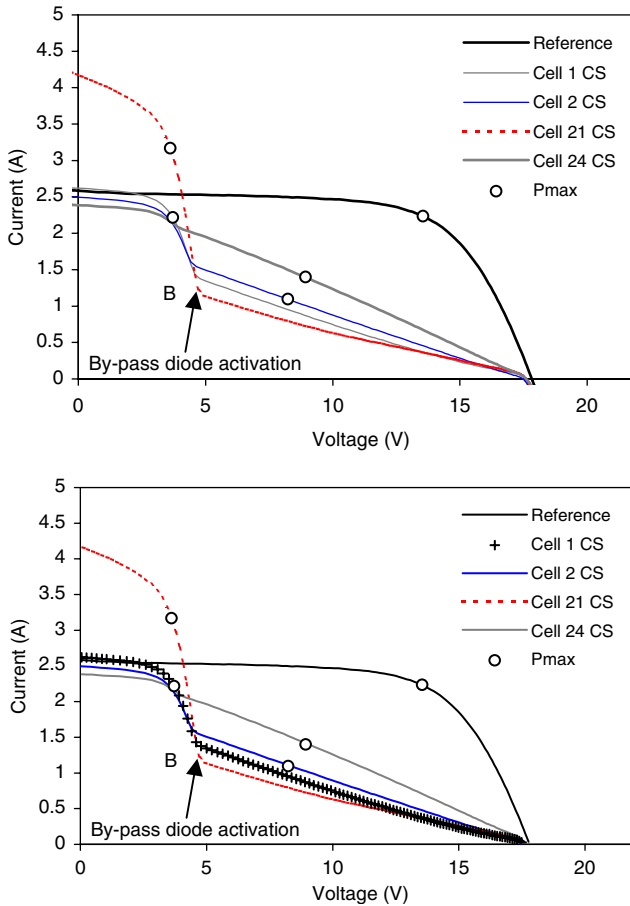 5
4.5
4
3.5
3
2.5
2
1.5
1
0.5
0
Current (A)
Reference
Cell 1 CS
Cell 2 CS
Cell 21 CS
Cell 24 CS
Pmax
B
By-pass diode activation
0 5 10 15 20
Voltage (V)
5
4.5
4
3.5
3
2.5
2
1.5
1
0.5
0
Current (A)
Reference
Cell 1 CS
Cell 2 CS
Cell 21 CS
Cell 24 CS
Pmax
B
By-pass diode activation
0 5 10 15 20
Voltage (V)